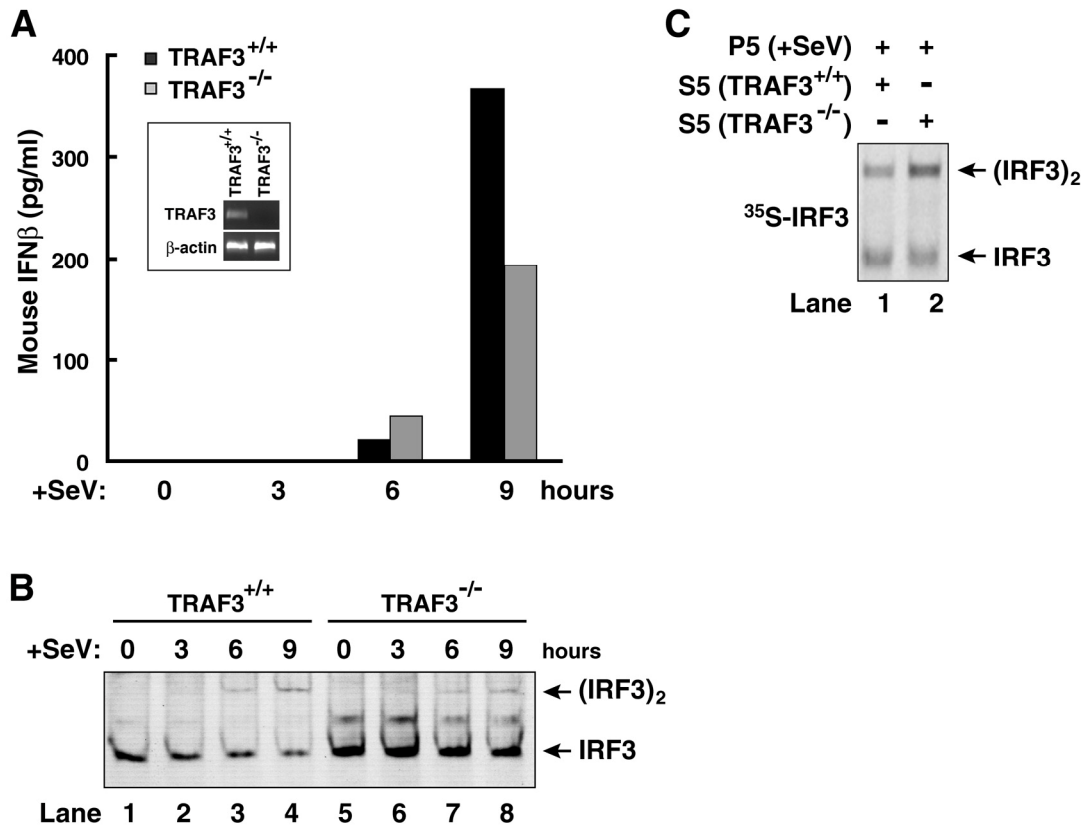 A
400
300
200
100
0
Mouse IFNβ (pg/ml)
TRAF3+/+
TRAF3-/-
TRAF3+/+ TRAF3-/-
TRAF3
β-actin
+SeV: 0 3 6 9 hours
B
TRAF3+/+ TRAF3-/-
+SeV: 0 3 6 9 0 3 6 9 hours
(IRF3)2
IRF3
Lane 1 2 3 4 5 6 7 8
C
P5 (+SeV) + +
S5 (TRAF3+/+) + -
S5 (TRAF3-/-) - +
(IRF3)2
35S-IRF3
IRF3
Lane 1 2